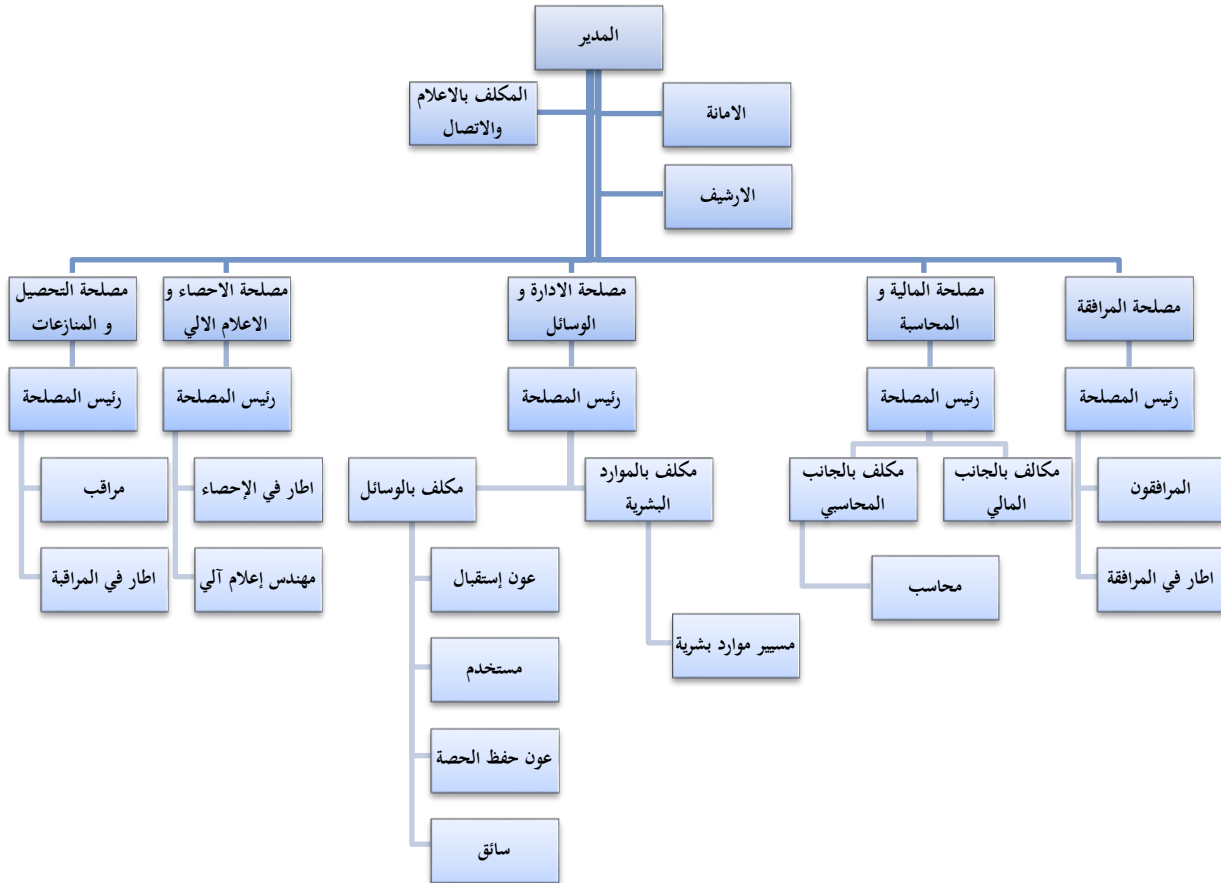 المدير
المكلف بالاعلام
والاتصال
الامانة
الارشيف
مصلحة المرافقة
مصلحة المالية و
المحاسبة
مصلحة الادارة و
الوسائل
مصلحة الاحصاء و
الاعلام الالي
مصلحة التحصيل
و المنازعات
رئيس المصلحة
رئيس المصلحة
رئيس المصلحة
رئيس المصلحة
رئيس المصلحة
المرافقون
اطار في المرافقة
مكالف بالجانب
المالي
مكلف بالجانب
المحاسبي
محاسب
مكلف بالموارد
البشرية
مسيير موارد بشرية
مكلف بالوسائل
عون إستقبال
مستخدم
عون حفظ الحصة
سائق
اطار في الإحصاء
مهندس إعلام آلي
مراقب
اطار في المراقبة